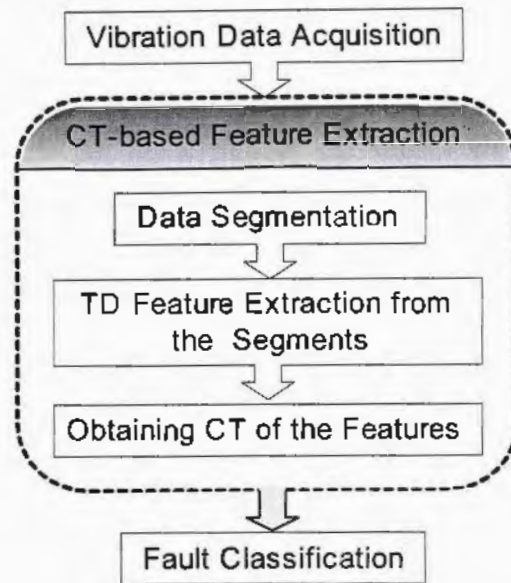 Vibration Data Acquisition
CT-based Feature Extraction
Data Segmentation
TD Feature Extraction from
the Segments
Obtaining CT of the Features
Fault Classification